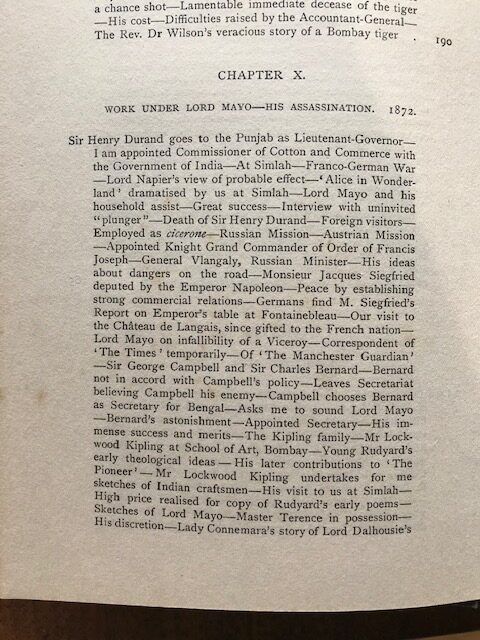 a chance shot—Lamentable immediate decease of the tiger
—His cost—Difficulties raised by the Accountant-General—
The Rev. Dr Wilson's veracious story of a Bombay tiger . 190
CHAPTER X.
WORK UNDER LORD MAYO—HIS ASSASSINATION. 1872.
Sir Henry Durand goes to the Punjab as Lieutenant-Governor—
I am appointed Commissioner of Cotton and Commerce with
the Government of India—At Simlah—Franco-German War
—Lord Napier's view of probable effect—'Alice in Wonder-
land' dramatised by us at Simlah—Lord Mayo and his
household assist—Great success—Interview with uninvited
"plunger"—Death of Sir Henry Durand—Foreign visitors—
Employed as cicerone—Russian Mission—Austrian Mission
—Appointed Knight Grand Commander of Order of Francis
Joseph—General Vlangaly, Russian Minister—His ideas
about dangers on the road—Monsieur Jacques Siegfried
deputed by the Emperor Napoleon—Peace by establishing
strong commercial relations—Germans find M. Siegfried's
Report on Emperor's table at Fontainebleau—Our visit to
the Château de Langais, since gifted to the French nation—
Lord Mayo on infallibility of a Viceroy—Correspondent of
'The Times' temporarily—Of 'The Manchester Guardian'
—Sir George Campbell and Sir Charles Bernard—Bernard
not in accord with Campbell's policy—Leaves Secretariat
believing Campbell his enemy—Campbell chooses Bernard
as Secretary for Bengal—Asks me to sound Lord Mayo
—Bernard's astonishment—Appointed Secretary—His im-
mense success and merits—The Kipling family—Mr Lock-
wood Kipling at School of Art, Bombay—Young Rudyard's
early theological ideas—His later contributions to 'The
Pioneer'—Mr Lockwood Kipling undertakes for me
sketches of Indian craftsmen—His visit to us at Simlah—
High price realised for copy of Rudyard's early poems—
Sketches of Lord Mayo—Master Terence in possession—
His discretion—Lady Connemara's story of Lord Dalhousie's